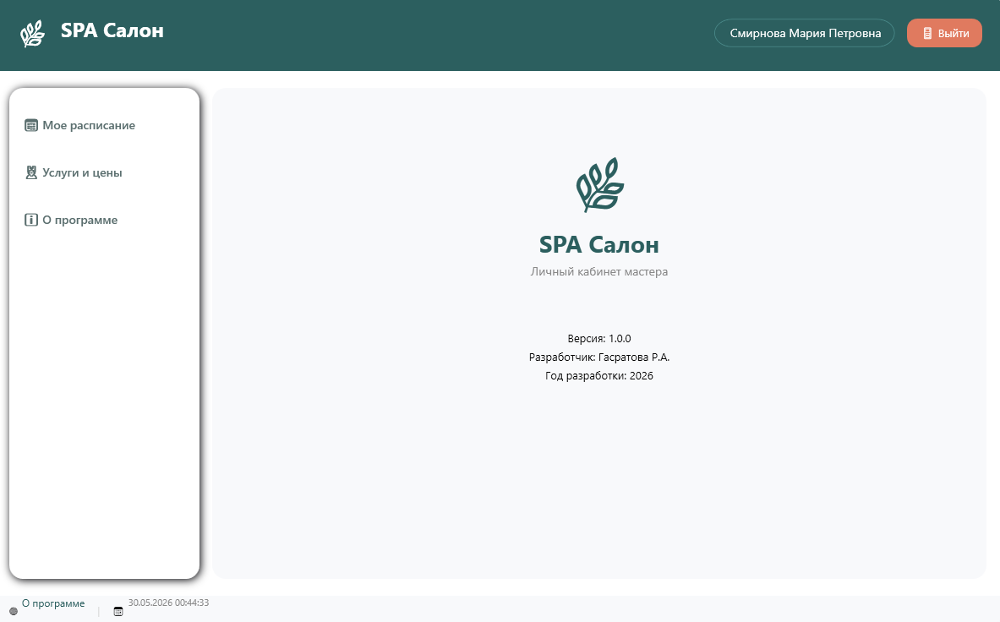 SPA Салон
Смирнова Мария Петровна
Выйти
Мое расписание
Услуги и цены
О программе
SPA Салон
Личный кабинет мастера
Версия: 1.0.0
Разработчик: Гасратова Р.А.
Год разработки: 2026
О программе
30.05.2026 00:44:33